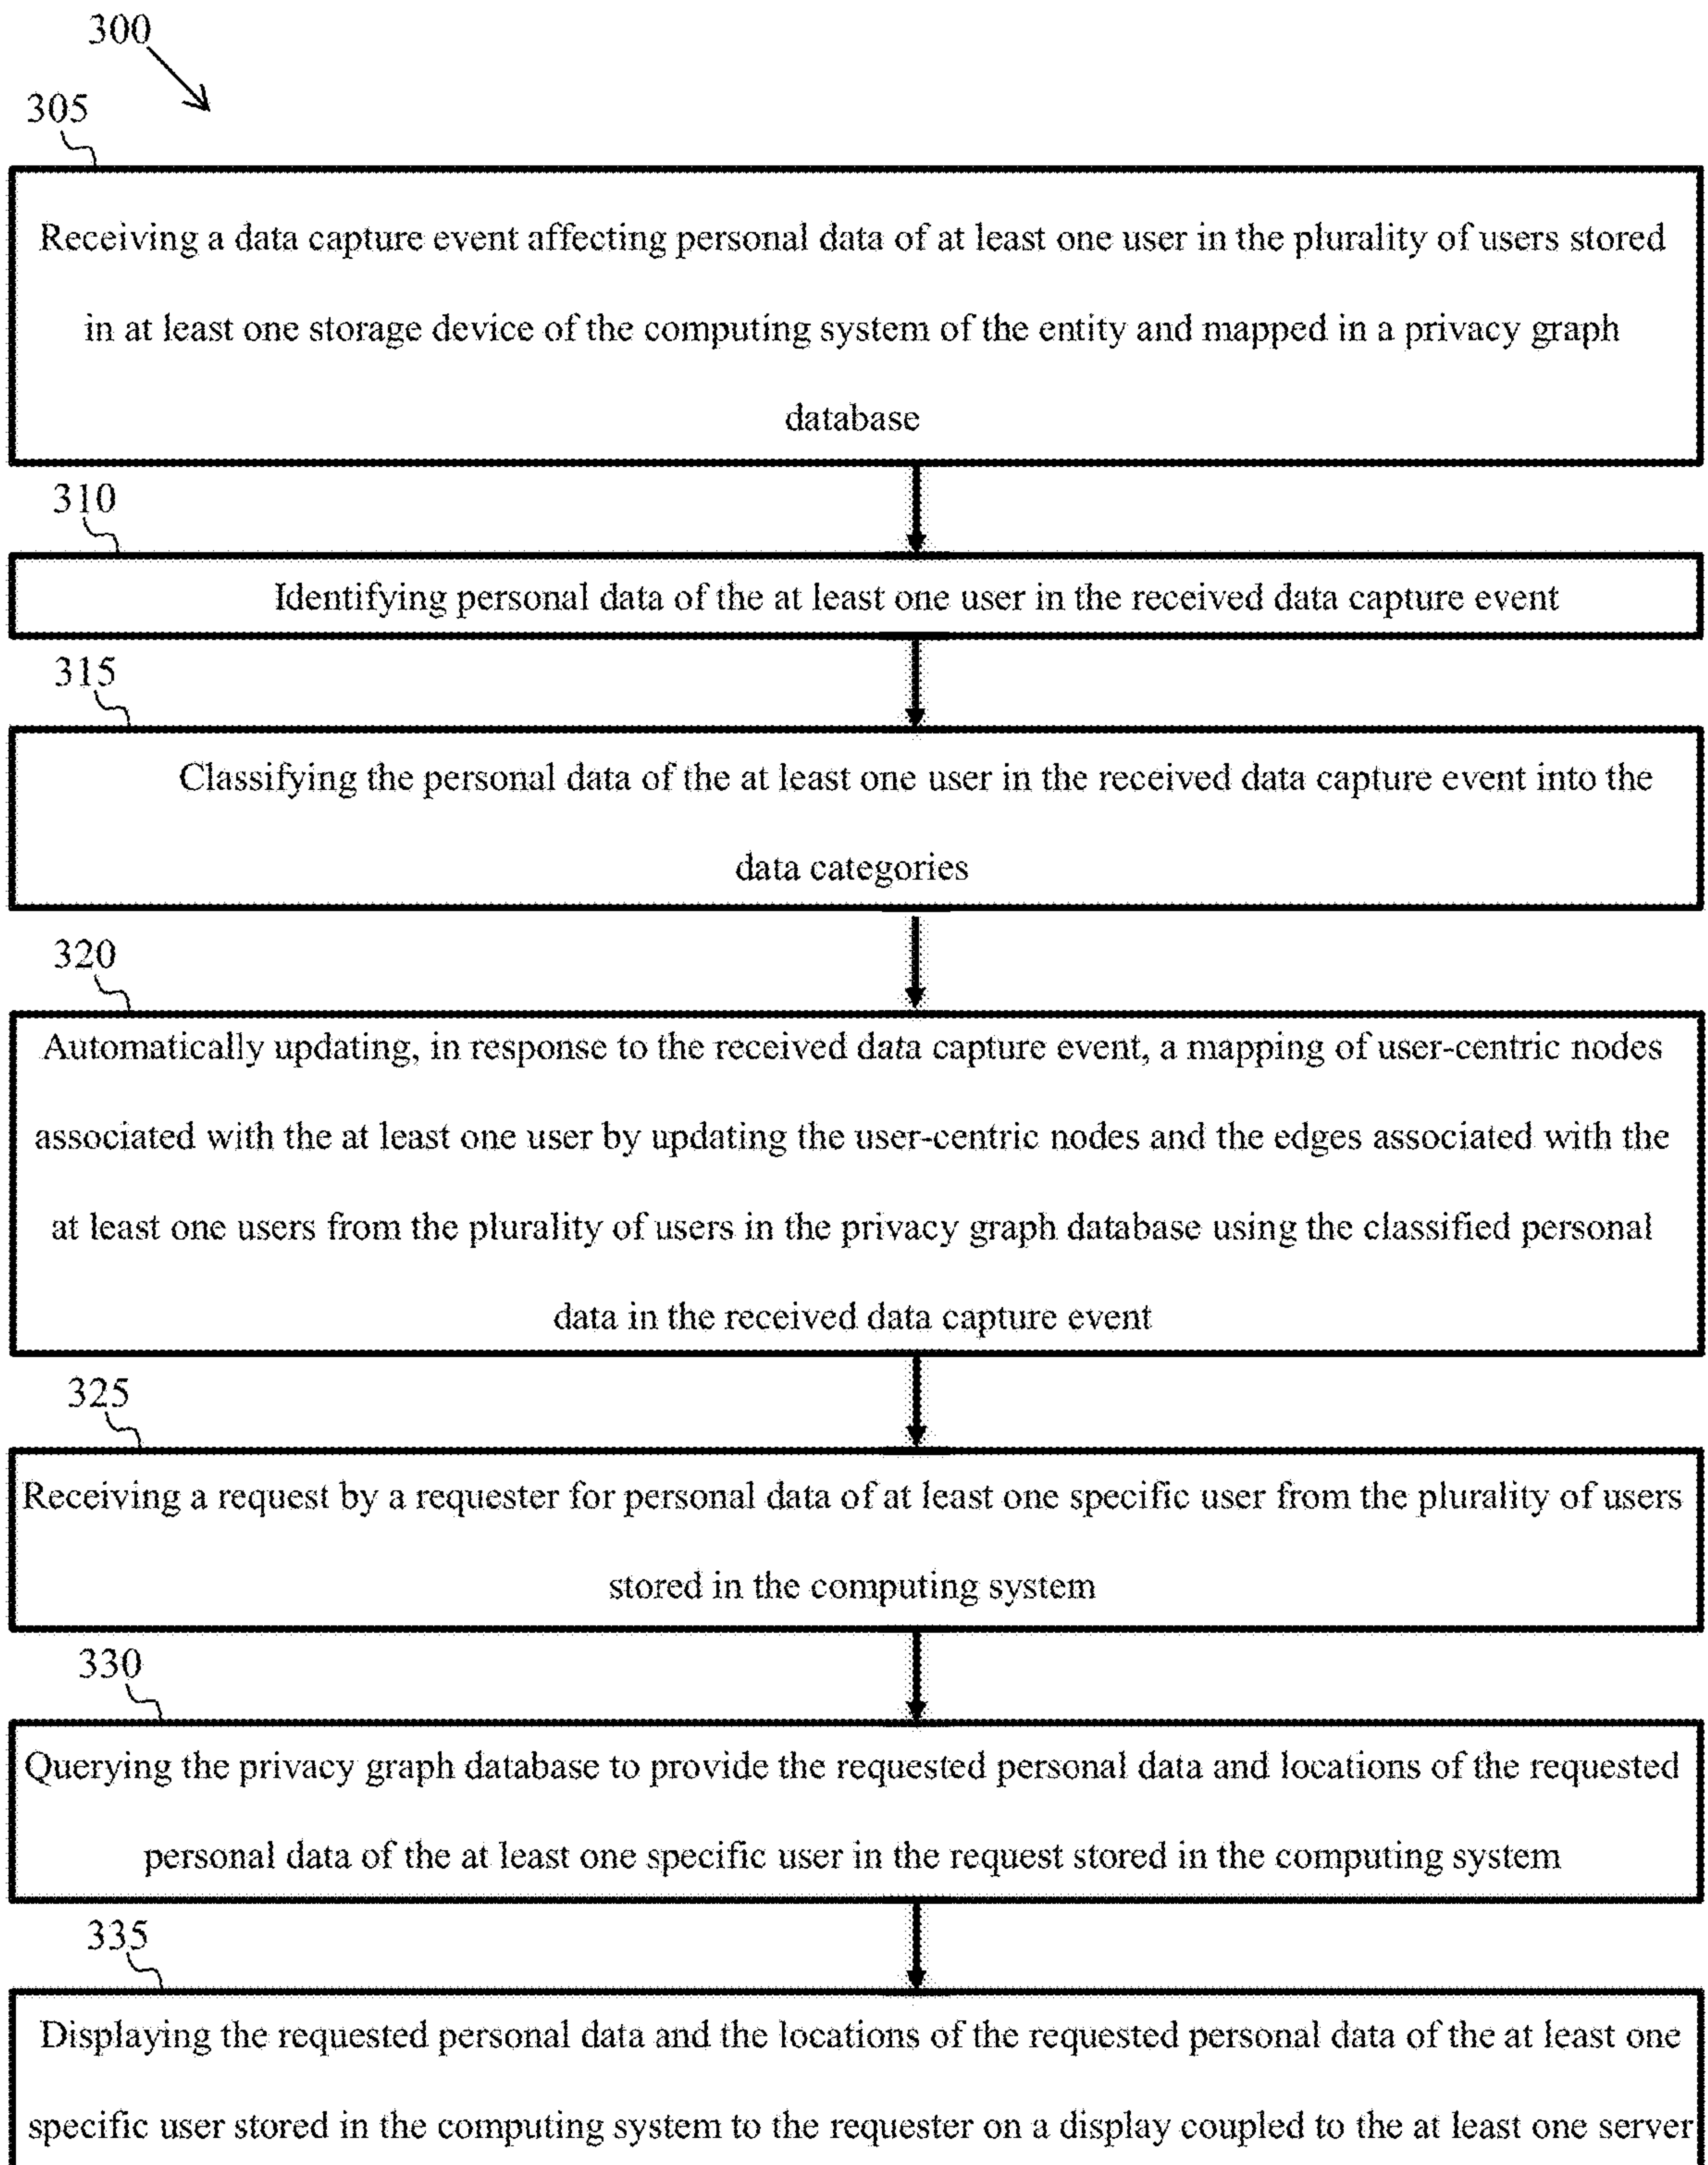 300
305
Receiving a data capture event affecting personal data of at least one user in the plurality of users stored
in at least one storage device of the computing system of the entity and mapped in a privacy graph
database
310
Identifying personal data of the at least one user in the received data capture event
315
Classifying the personal data of the at least one user in the received data capture event into the
data categories
320
Automatically updating, in response to the received data capture event, a mapping of user-centric nodes
associated with the at least one user by updating the user-centric nodes and the edges associated with the
at least one users from the plurality of users in the privacy graph database using the classified personal
data in the received data capture event
325
Receiving a request by a requester for personal data of at least one specific user from the plurality of users
stored in the computing system
330
Querying the privacy graph database to provide the requested personal data and locations of the requested
personal data of the at least one specific user in the request stored in the computing system
335
Displaying the requested personal data and the locations of the requested personal data of the at least one
specific user stored in the computing system to the requester on a display coupled to the at least one server